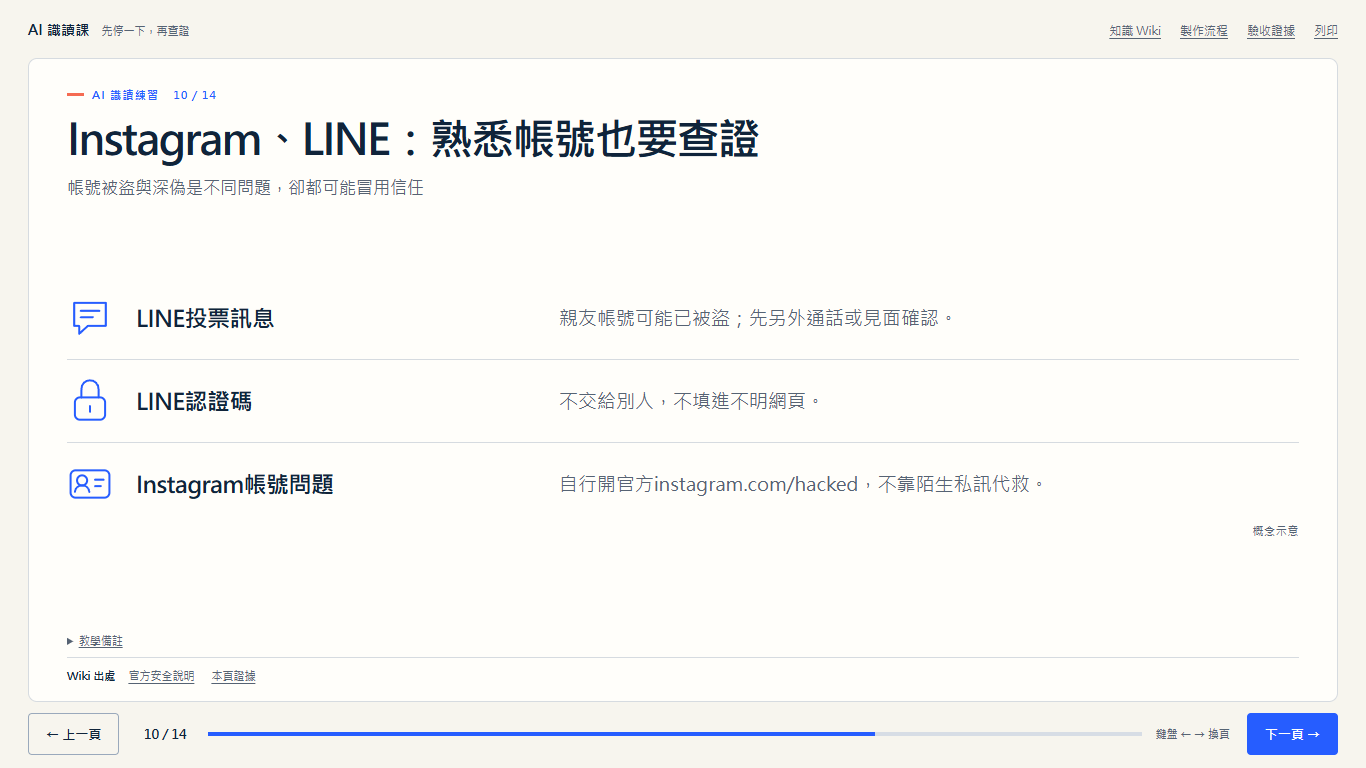 AI 識讀課 先停一下，再查證
知識 Wiki 製作流程 驗收證據 列印
AI 識讀練習 10 / 14
Instagram、LINE：熟悉帳號也要查證
帳號被盜與深偽是不同問題，卻都可能冒用信任
LINE投票訊息 親友帳號可能已被盜；先另外通話或見面確認。
LINE認證碼 不交給別人，不填進不明網頁。
Instagram帳號問題 自行開官方instagram.com/hacked，不靠陌生私訊代救。
概念示意
▶ 教學備註
Wiki 出處 官方安全說明 本頁證據
← 上一頁 10 / 14 鍵盤 ← → 換頁 下一頁 →